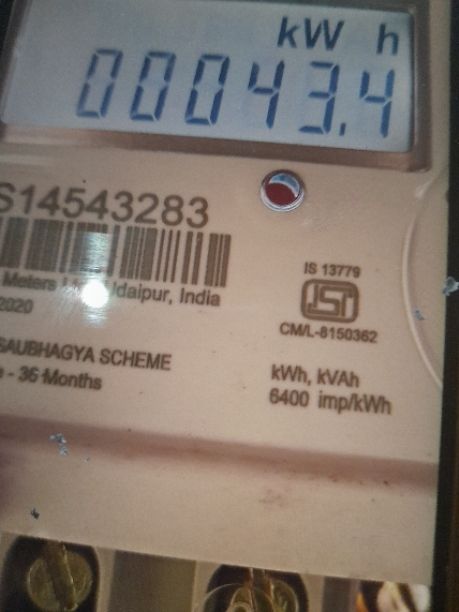 kW h
000043.4
S14543283
Meters daipur, India
2020
IS 13779
ISI
CM/L-8150362
SAUBHAGYA SCHEME
- 36 Months
kWh, kVAh
6400 imp/kWh